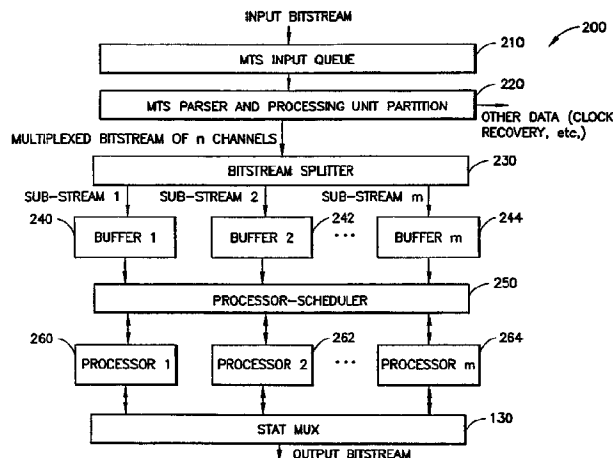 INPUT BITSTREAM
200
210
MTS INPUT QUEUE
220
MTS PARSER AND PROCESSING UNIT PARTITION
OTHER DATA (CLOCK
RECOVERY, etc,)
MULTIPLEXED BITSTREAM OF n CHANNELS
230
BITSTREAM SPLITTER
SUB-STREAM 1 SUB-STREAM 2 SUB-STREAM m
240 242 244
BUFFER 1 BUFFER 2 ••• BUFFER m
250
PROCESSOR-SCHEDULER
260 262 264
PROCESSOR 1 PROCESSOR 2 ••• PROCESSOR m
130
STAT MUX
OUTPUT BITSTREAM